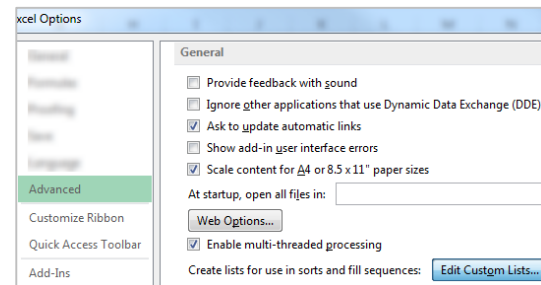 xcel Options
General
Provide feedback with sound
Ignore other applications that use Dynamic Data Exchange (DDE)
Ask to update automatic links
Show add-in user interface errors
Scale content for A4 or 8.5 x 11" paper sizes
Advanced
At startup, open all files in:
Customize Ribbon
Web Options...
Quick Access Toolbar
Enable multi-threaded processing
Add-Ins
Create lists for use in sorts and fill sequences:
Edit Custom Lists...